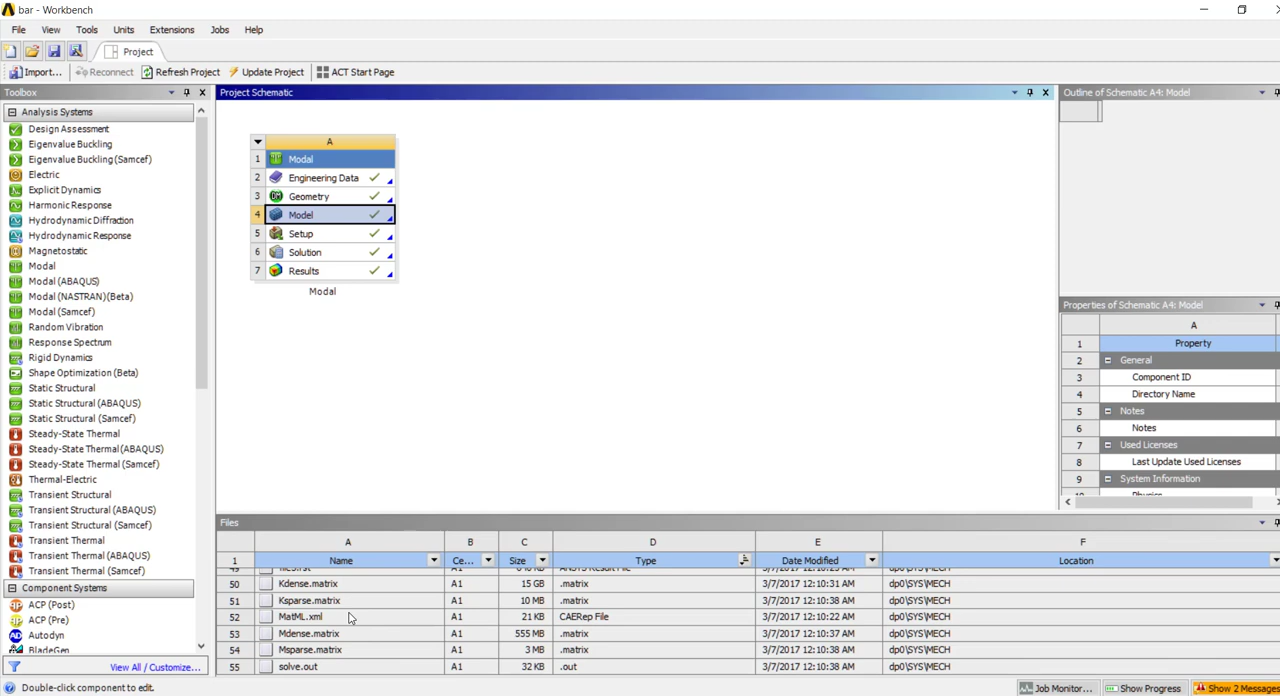 bar - Workbench
File View Tools Units Extensions Jobs Help
Project
Import... Reconnect Refresh Project Update Project ACT Start Page
Toolbox
Analysis Systems
Design Assessment
Eigenvalue Buckling
Eigenvalue Buckling (Samcef)
Electric
Explicit Dynamics
Harmonic Response
Hydrodynamic Diffraction
Hydrodynamic Response
Magnetostatic
Modal
Modal (ABAQUS)
Modal (NASTRAN)(Beta)
Modal (Samcef)
Random Vibration
Response Spectrum
Rigid Dynamics
Shape Optimization (Beta)
Static Structural
Static Structural (ABAQUS)
Static Structural (Samcef)
Steady-State Thermal
Steady-State Thermal (ABAQUS)
Steady-State Thermal (Samcef)
Thermal-Electric
Transient Structural
Transient Structural (ABAQUS)
Transient Structural (Samcef)
Transient Thermal
Transient Thermal (ABAQUS)
Transient Thermal (Samcef)
Component Systems
ACP (Post)
ACP (Pre)
Autodyn
BladeGen
View All / Customize...
Project Schematic
A
1 Modal
2 Engineering Data
3 Geometry
4 Model
5 Setup
6 Solution
7 Results
Modal
Outline of Schematic A4: Model
Properties of Schematic A4: Model
A
1 Property
2 General
3 Component ID
4 Directory Name
5 Notes
6 Notes
7 Used Licenses
8 Last Update Used Licenses
9 System Information
10 Physics
Files
A B C D E F
1 Name Ce... Size Type Date Modified Location
50 Kdense.matrix A1 15 GB .matrix 3/7/2017 12:10:31 AM dp0\SYS\MECH
51 Ksparse.matrix A1 10 MB .matrix 3/7/2017 12:10:38 AM dp0\SYS\MECH
52 MatML.xml A1 21 KB CAERep File 3/7/2017 12:10:22 AM dp0\SYS\MECH
53 Mdense.matrix A1 555 MB .matrix 3/7/2017 12:10:37 AM dp0\SYS\MECH
54 Msparse.matrix A1 3 MB .matrix 3/7/2017 12:10:38 AM dp0\SYS\MECH
55 solve.out A1 32 KB .out 3/7/2017 12:10:38 AM dp0\SYS\MECH
Double-click component to edit.
Job Monitor... Show Progress Show 2 Messages